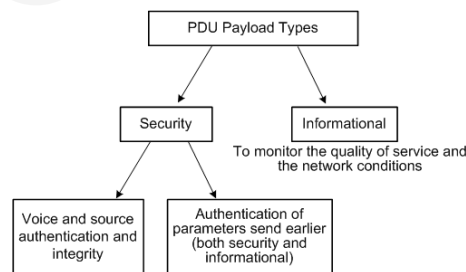 PDU Payload Types
Security
Informational
To monitor the quality of service and
the network conditions
Voice and source
authentication and
integrity
Authentication of
parameters send earlier
(both security and
informational)